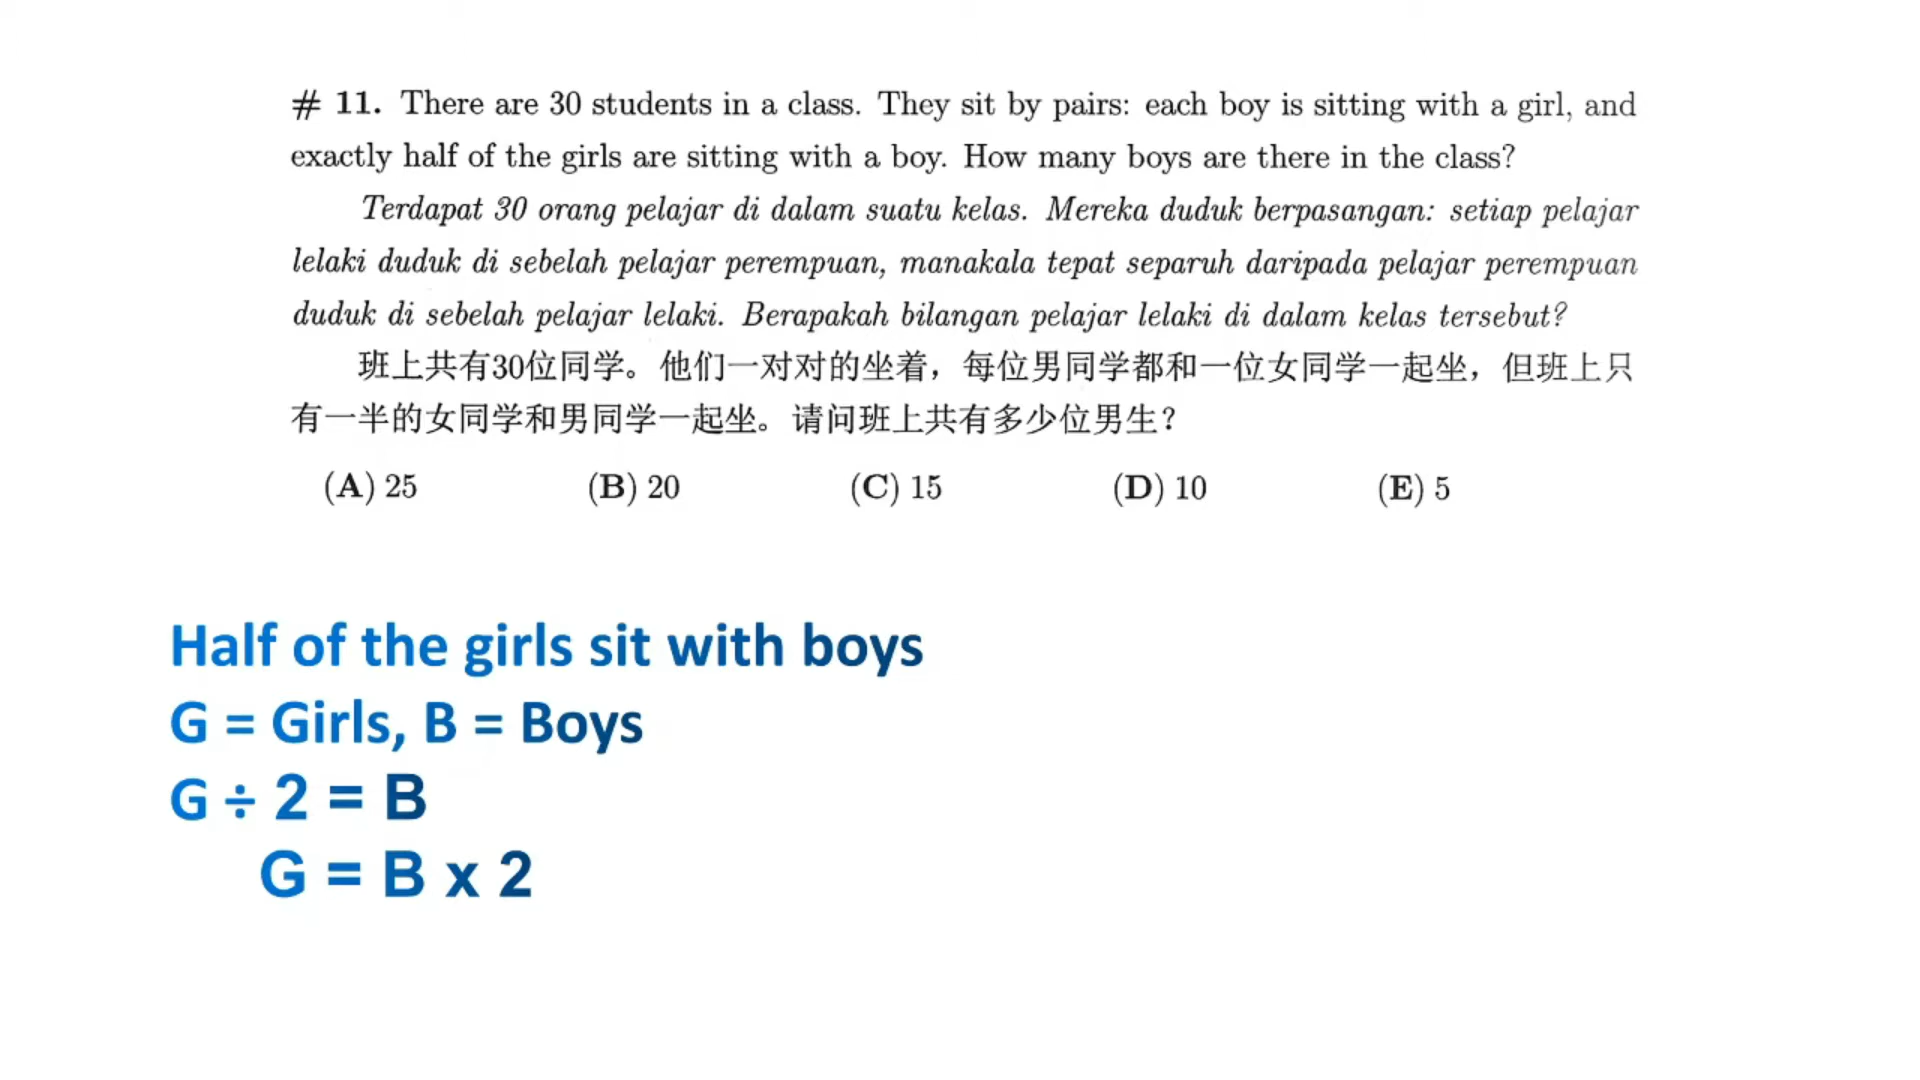 # 11. There are 30 students in a class. They sit by pairs: each boy is sitting with a girl, and
exactly half of the girls are sitting with a boy. How many boys are there in the class?
Terdapat 30 orang pelajar di dalam suatu kelas. Mereka duduk berpasangan: setiap pelajar
lelaki duduk di sebelah pelajar perempuan, manakala tepat separuh daripada pelajar perempuan
duduk di sebelah pelajar lelaki. Berapakah bilangan pelajar lelaki di dalam kelas tersebut?
班上共有30位同学。他们一对对的坐着，每位男同学都和一位女同学一起坐，但班上只
有一半的女同学和男同学一起坐。请问班上共有多少位男生？
(A) 25 (B) 20 (C) 15 (D) 10 (E) 5
Half of the girls sit with boys
G = Girls, B = Boys
G ÷ 2 = B
G = B x 2